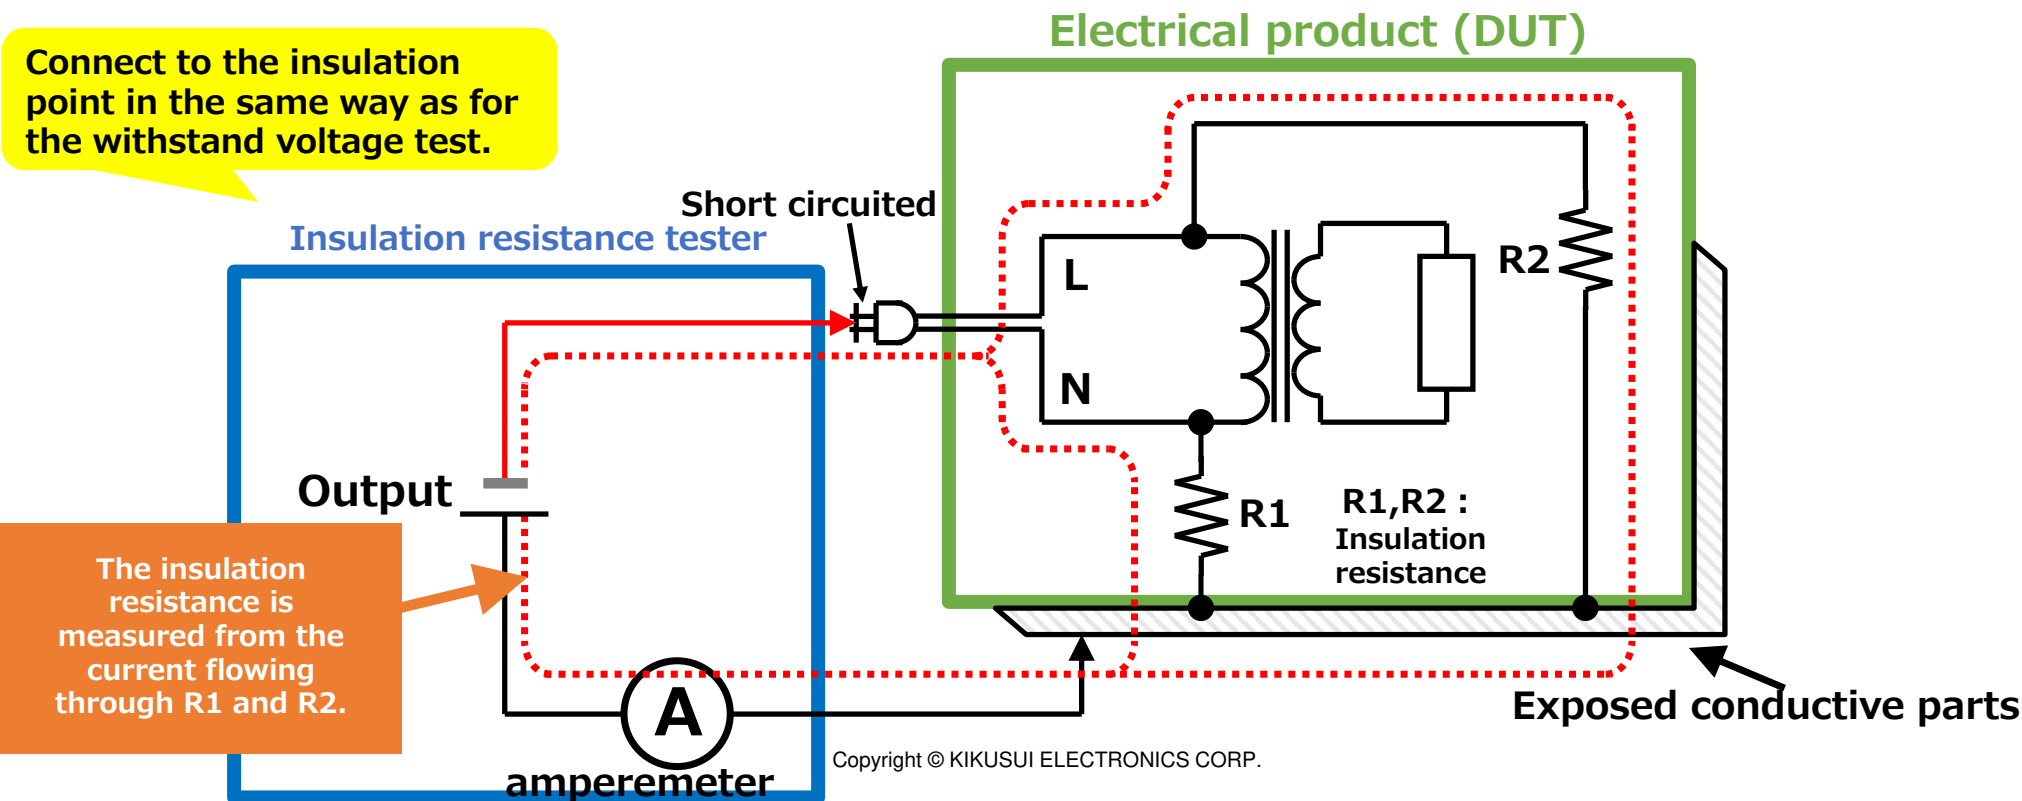 Electrical product (DUT)
Connect to the insulation
point in the same way as for
the withstand voltage test.
Short circuited
Insulation resistance tester
L
R2
N
Output
R1
R1,R2 :
Insulation
resistance
The insulation
resistance is
measured from the
current flowing
through R1 and R2.
A
Exposed conductive parts
Copyright © KIKUSUI ELECTRONICS CORP.
amperemeter